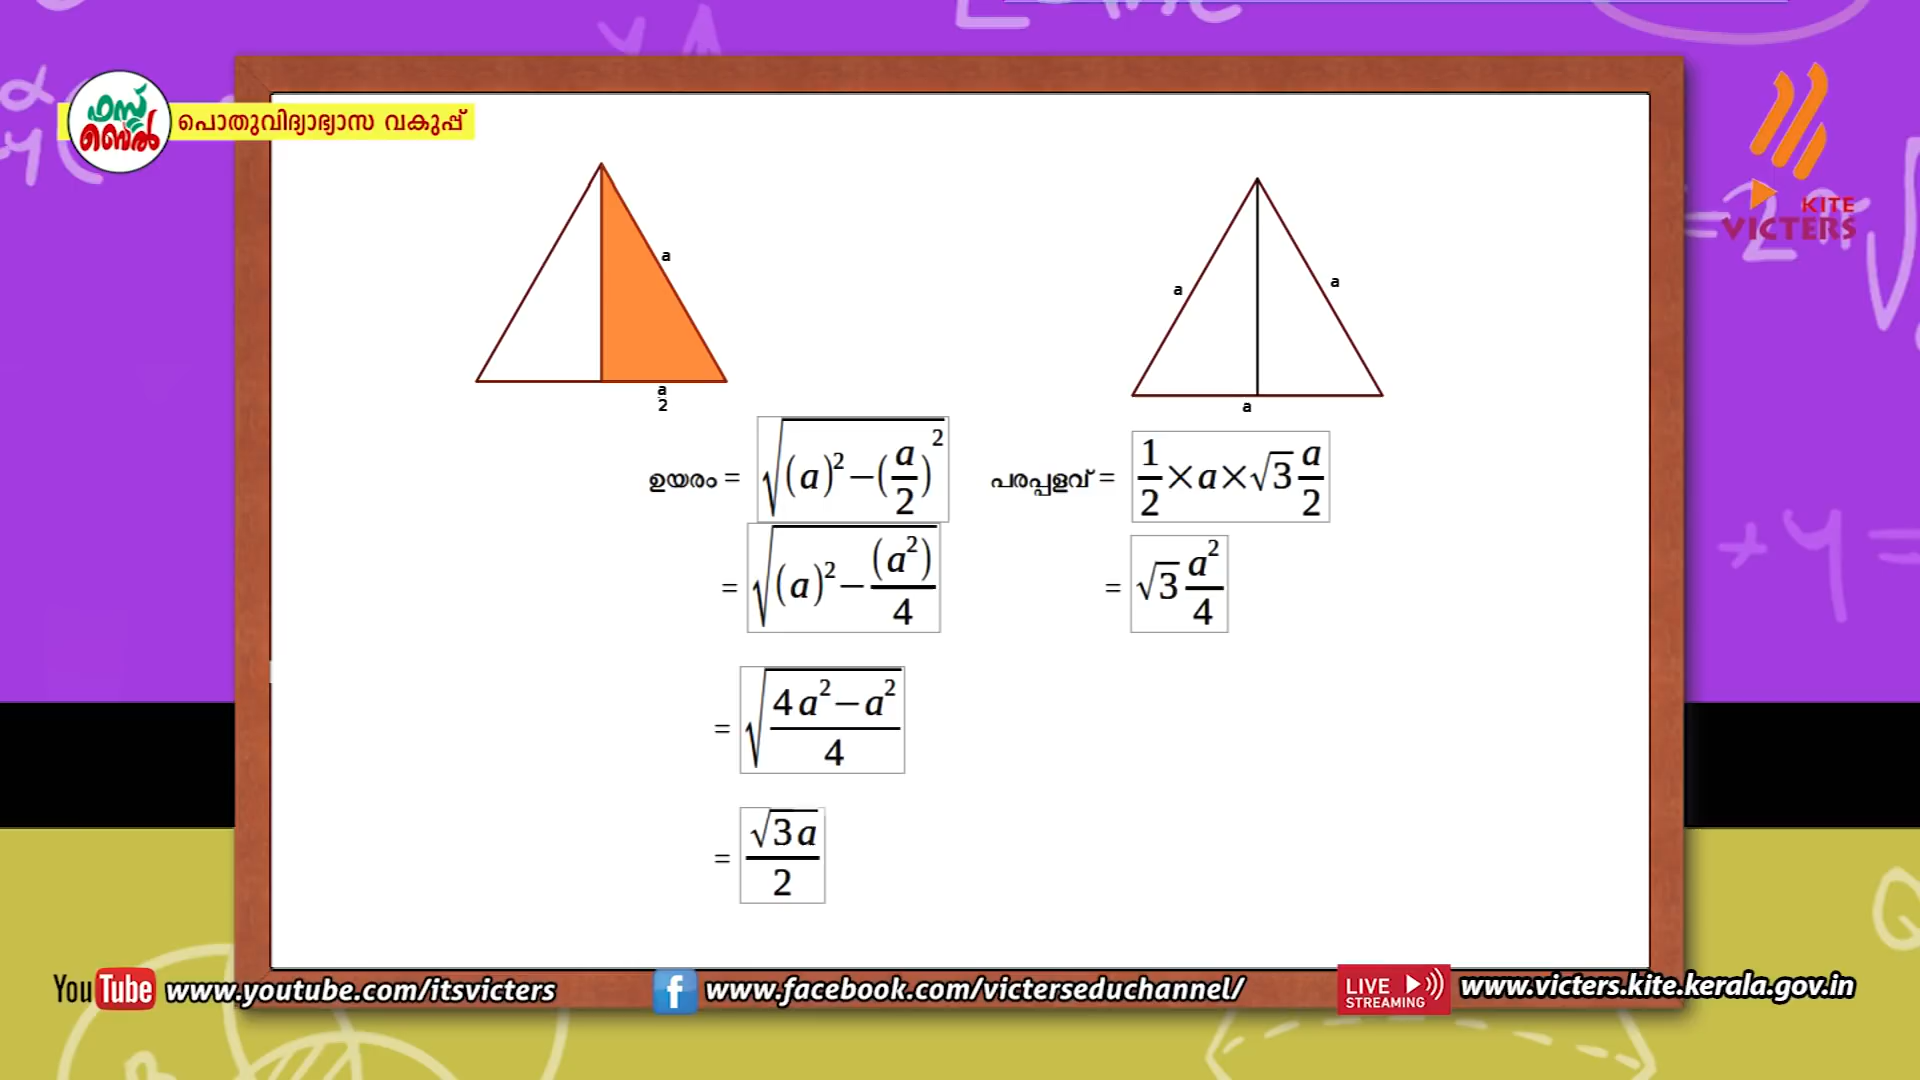 ഫസ്റ്റ്
ബെൽ
പൊതുവിദ്യാഭ്യാസ വകുപ്പ്
KITE
VICTERS
a
a/2
a
a
a
ഉയരം = √((a)² − (a/2)²)
= √((a)² − (a²)/4)
= √((4a² − a²)/4)
= √3a/2
പരപ്പളവ് = 1/2 × a × √3 a/2
= √3 a²/4
YouTube www.youtube.com/itsvicters
f www.facebook.com/victerseduchannel/
LIVE STREAMING www.victers.kite.kerala.gov.in